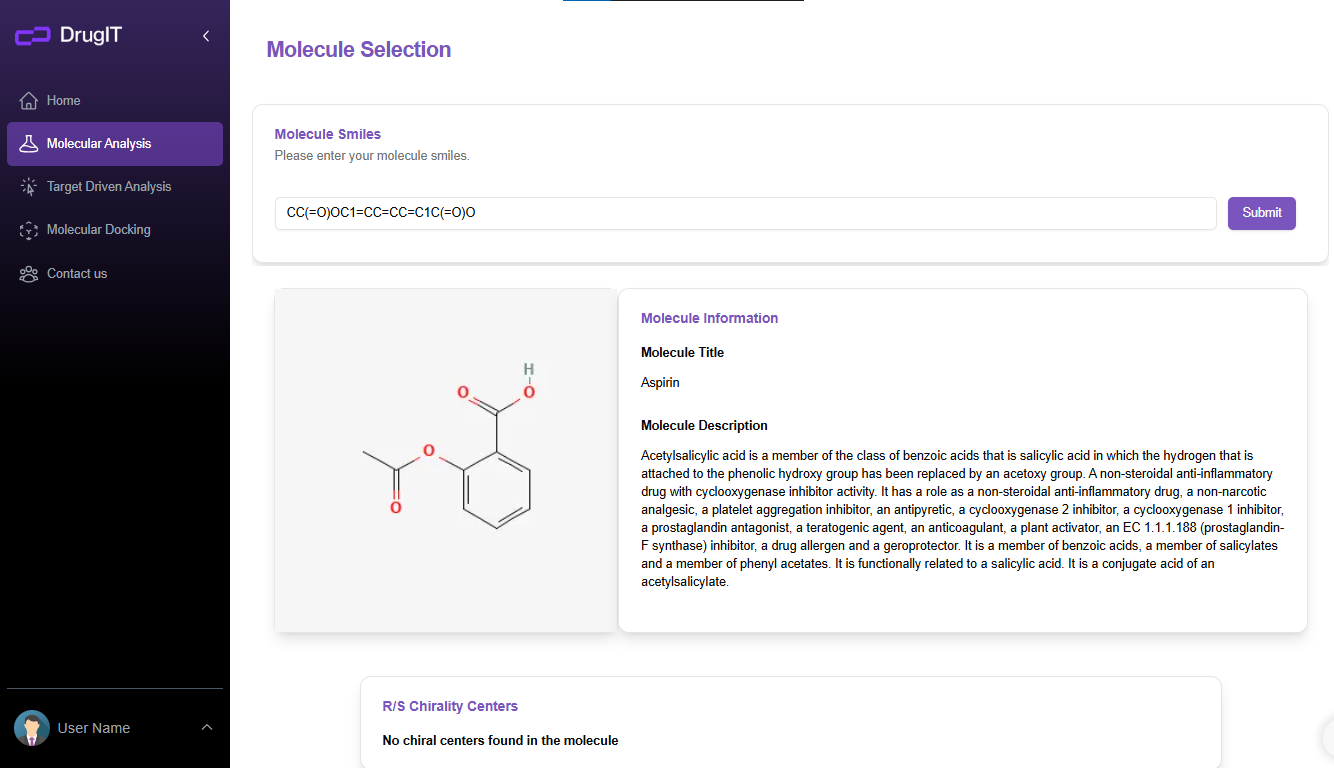 DrugIT
Home
Molecular Analysis
Target Driven Analysis
Molecular Docking
Contact us
User Name
Molecule Selection
Molecule Smiles
Please enter your molecule smiles.
CC(=O)OC1=CC=CC=C1C(=O)O
Submit
H
O
O
O
O
Molecule Information
Molecule Title
Aspirin
Molecule Description
Acetylsalicylic acid is a member of the class of benzoic acids that is salicylic acid in which the hydrogen that is
attached to the phenolic hydroxy group has been replaced by an acetoxy group. A non-steroidal anti-inflammatory
drug with cyclooxygenase inhibitor activity. It has a role as a non-steroidal anti-inflammatory drug, a non-narcotic
analgesic, a platelet aggregation inhibitor, an antipyretic, a cyclooxygenase 2 inhibitor, a cyclooxygenase 1 inhibitor,
a prostaglandin antagonist, a teratogenic agent, an anticoagulant, a plant activator, an EC 1.1.1.188 (prostaglandin-
F synthase) inhibitor, a drug allergen and a geroprotector. It is a member of benzoic acids, a member of salicylates
and a member of phenyl acetates. It is functionally related to a salicylic acid. It is a conjugate acid of an
acetylsalicylate.
R/S Chirality Centers
No chiral centers found in the molecule